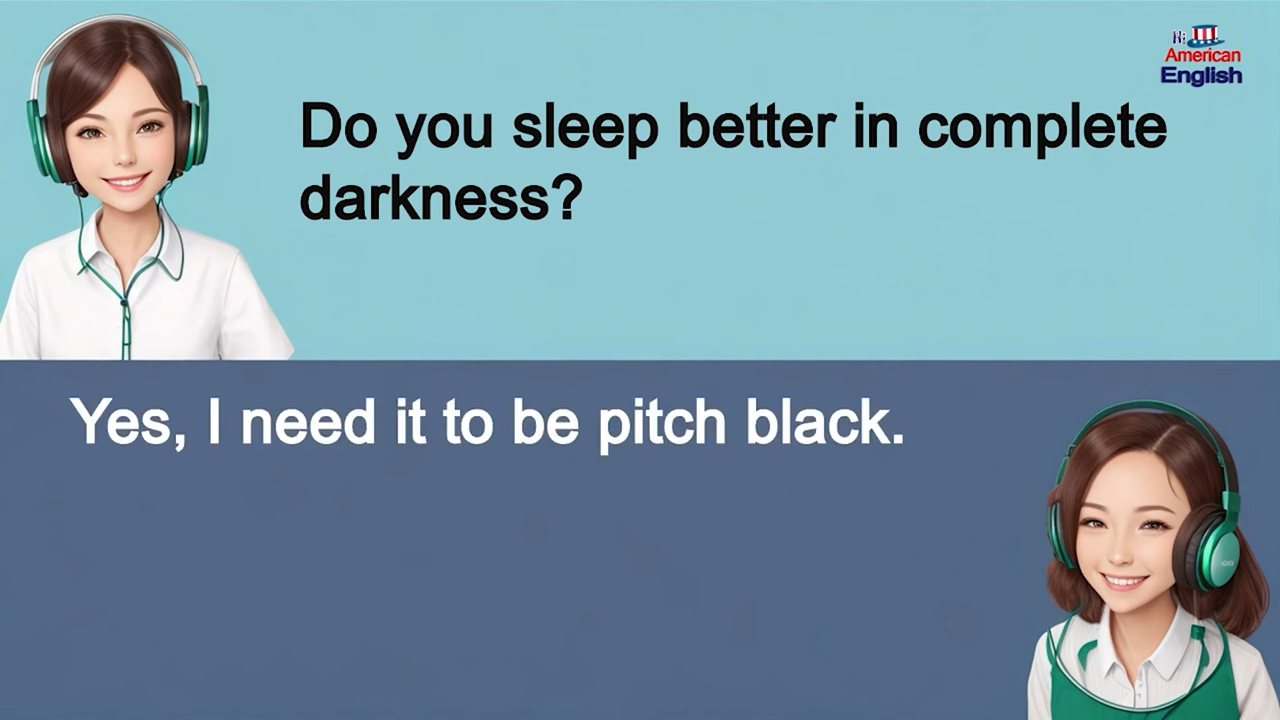 Hi
American
English
Do you sleep better in complete
darkness?
Yes, I need it to be pitch black.